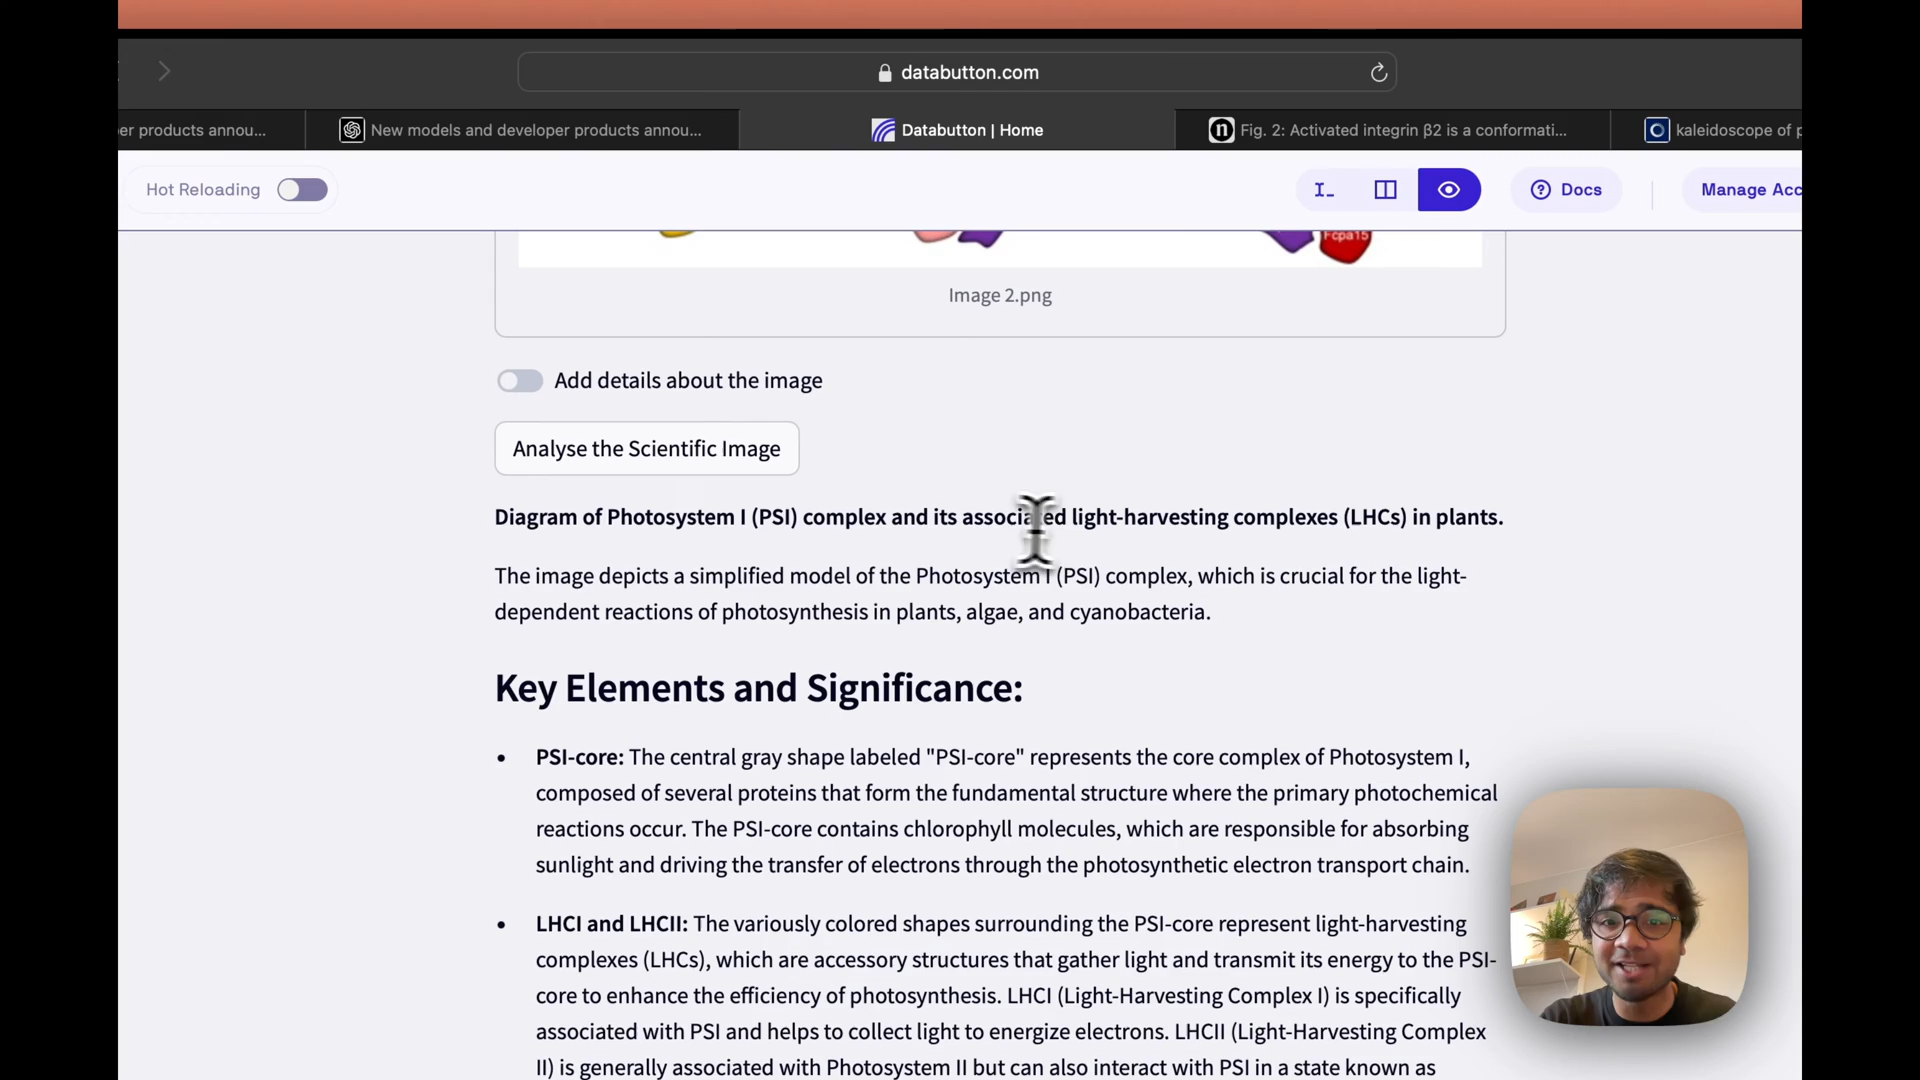 databutton.com
er products annou...
New models and developer products annou...
Databutton | Home
n Fig. 2: Activated integrin β2 is a conformati...
kaleidoscope of p
Hot Reloading
Docs
Manage Acc
Fcpa15
Image 2.png
Add details about the image
Analyse the Scientific Image
Diagram of Photosystem I (PSI) complex and its associated light-harvesting complexes (LHCs) in plants.
The image depicts a simplified model of the Photosystem I (PSI) complex, which is crucial for the light-
dependent reactions of photosynthesis in plants, algae, and cyanobacteria.
Key Elements and Significance:
• PSI-core: The central gray shape labeled "PSI-core" represents the core complex of Photosystem I,
composed of several proteins that form the fundamental structure where the primary photochemical
reactions occur. The PSI-core contains chlorophyll molecules, which are responsible for absorbing
sunlight and driving the transfer of electrons through the photosynthetic electron transport chain.
• LHCI and LHCII: The variously colored shapes surrounding the PSI-core represent light-harvesting
complexes (LHCs), which are accessory structures that gather light and transmit its energy to the PSI-
core to enhance the efficiency of photosynthesis. LHCI (Light-Harvesting Complex I) is specifically
associated with PSI and helps to collect light to energize electrons. LHCII (Light-Harvesting Complex
II) is generally associated with Photosystem II but can also interact with PSI in a state known as